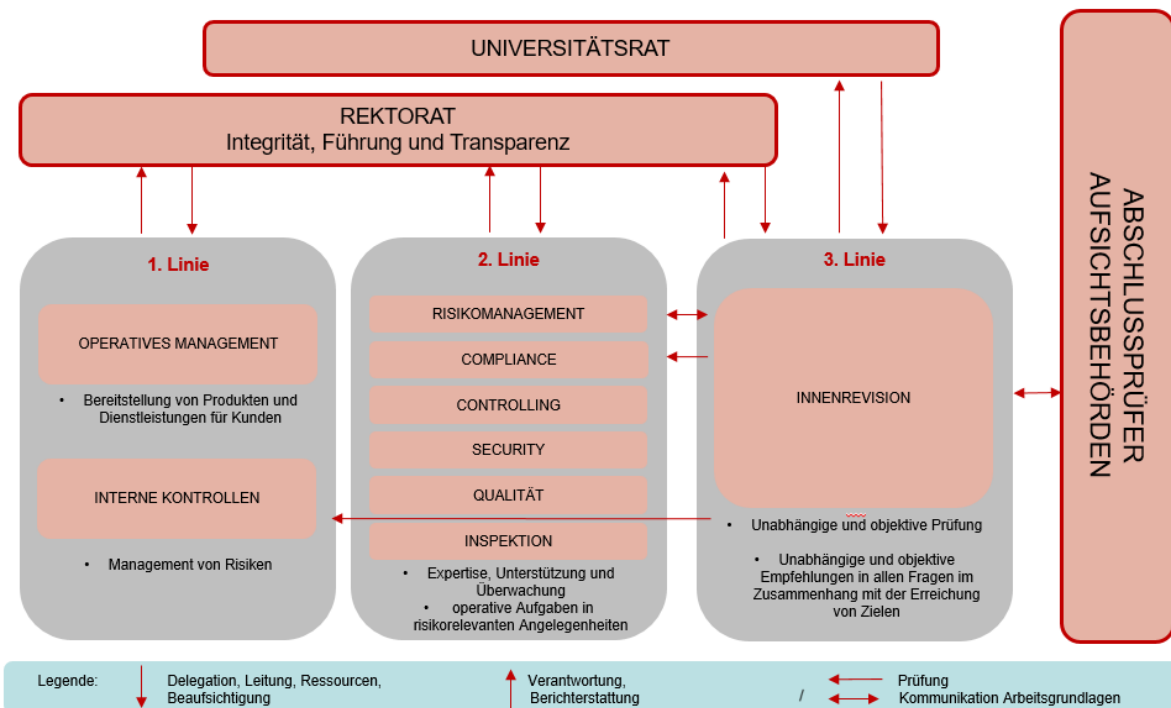 UNIVERSITÄTSRAT
REKTORAT
Integrität, Führung und Transparenz
1. Linie
OPERATIVES MANAGEMENT
• Bereitstellung von Produkten und
Dienstleistungen für Kunden
INTERNE KONTROLLEN
• Management von Risiken
2. Linie
RISIKOMANAGEMENT
COMPLIANCE
CONTROLLING
SECURITY
QUALITÄT
INSPEKTION
• Expertise, Unterstützung und
Überwachung
• operative Aufgaben in
risikorelevanten Angelegenheiten
3. Linie
INNENREVISION
• Unabhängige und objektive Prüfung
• Unabhängige und objektive
Empfehlungen in allen Fragen im
Zusammenhang mit der Erreichung
von Zielen
ABSCHLUSSPRÜFER
AUFSICHTSBEHÖRDEN
Legende:
Delegation, Leitung, Ressourcen,
Beaufsichtigung
Verantwortung,
Berichterstattung
/
Prüfung
Kommunikation Arbeitsgrundlagen